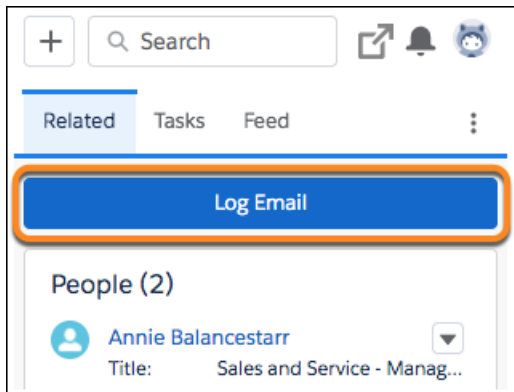 Search
Related Tasks Feed
Log Email
People (2)
Annie Balancestarr
Title: Sales and Service - Manag...